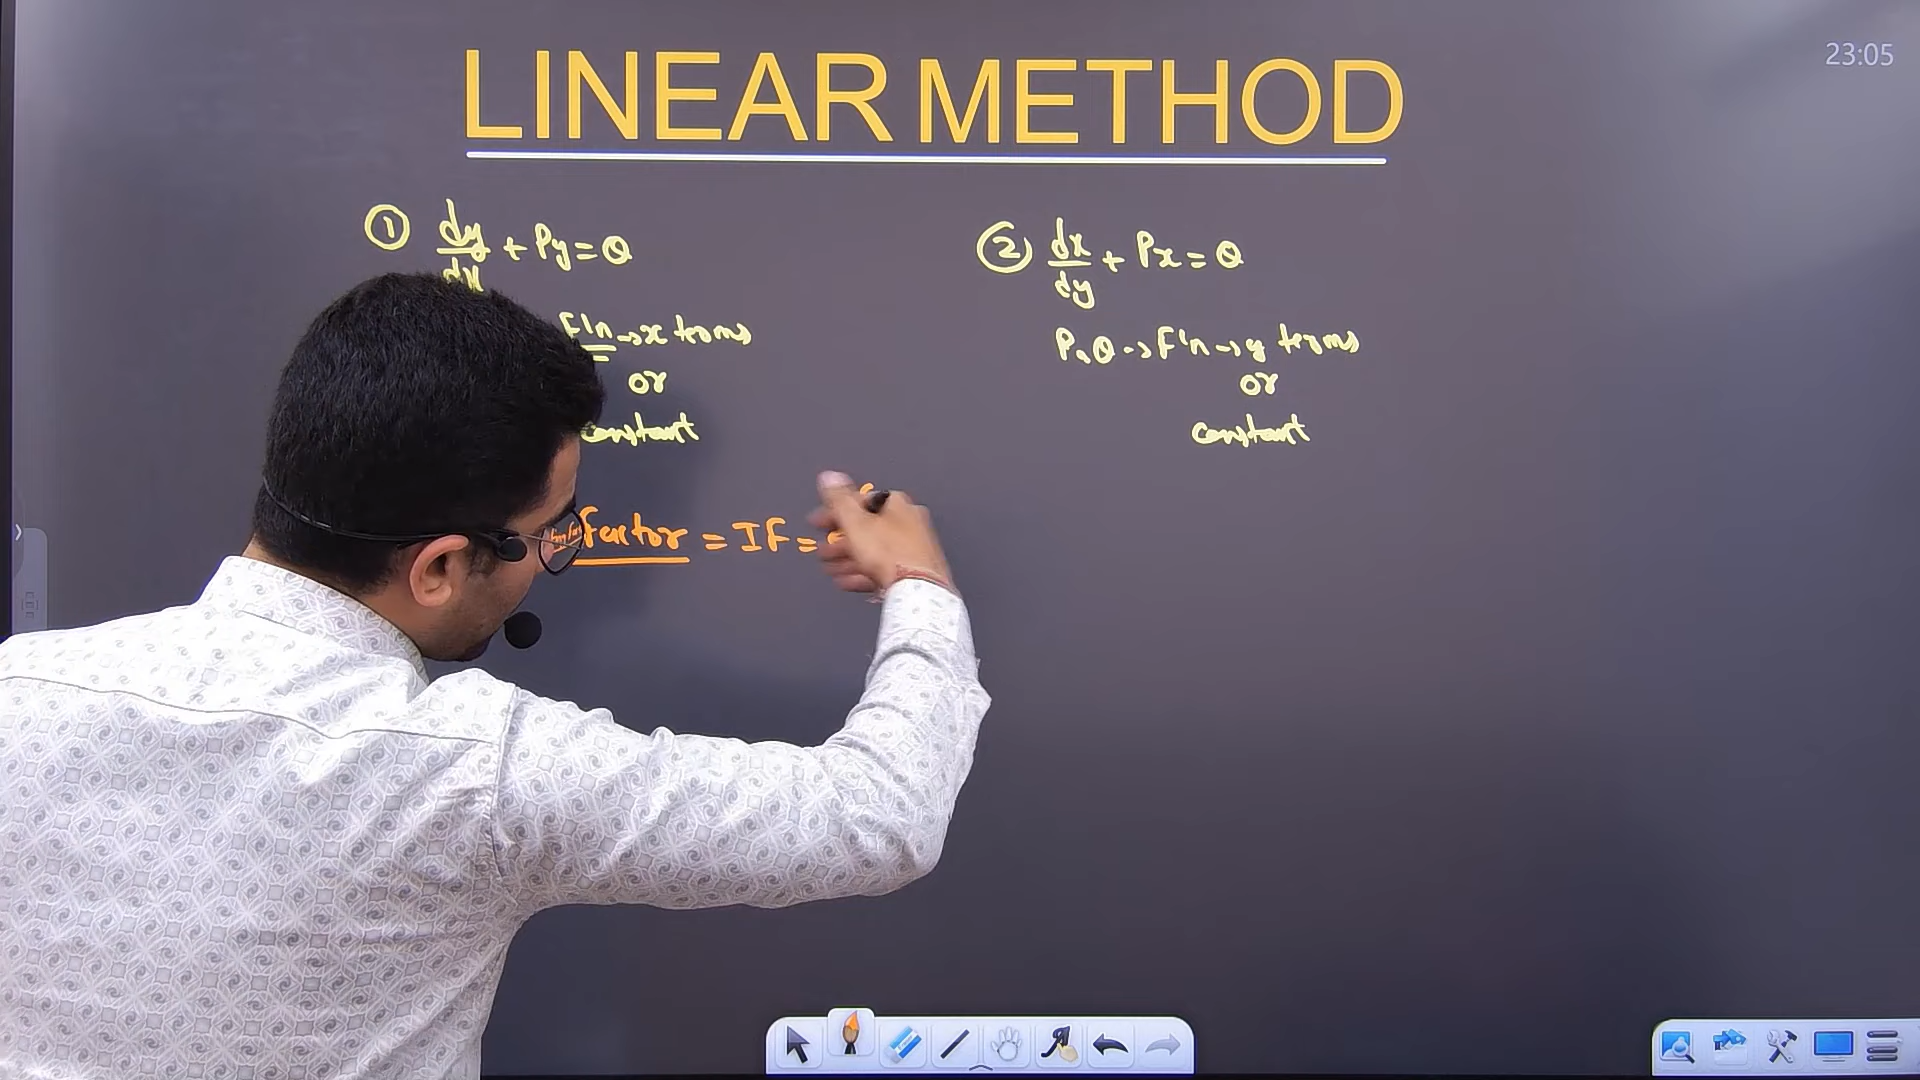 23:05
LINEAR METHOD
① dy/dx + Py = Q
F'n → x terms
or
constant
② dx/dy + Px = Q
P, Q → F'n → y terms
or
constant
factor = IF =